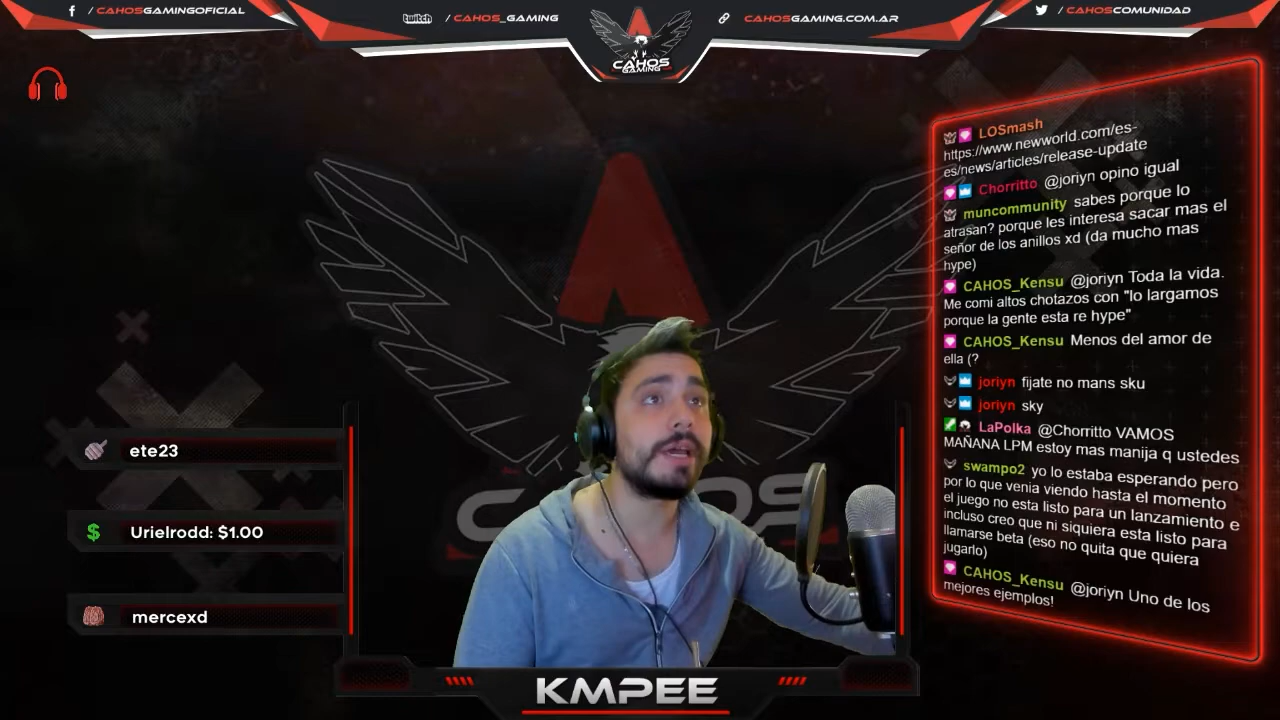 / CAHOSGAMINGOFICIAL
twitch / CAHOS_GAMING
CAHOSGAMING.COM.AR
/ CAHOSCOMUNIDAD
CAHOS
GAMING
LOSmash
https://www.newworld.com/es-
es/news/articles/release-update
Chorritto @joriyn opino igual
muncommunity sabes porque lo
atrasan? porque les interesa sacar mas el
señor de los anillos xd (da mucho mas
hype)
CAHOS_Kensu @joriyn Toda la vida.
Me comi altos chotazos con "lo largamos
porque la gente esta re hype"
CAHOS_Kensu Menos del amor de
ella (?
joriyn fijate no mans sku
joriyn sky
LaPolka @Chorritto VAMOS
MAÑANA LPM estoy mas manija q ustedes
swampo2 yo lo estaba esperando pero
por lo que venia viendo hasta el momento
el juego no esta listo para un lanzamiento e
incluso creo que ni siquiera esta listo para
llamarse beta (eso no quita que quiera
jugarlo)
CAHOS_Kensu @joriyn Uno de los
mejores ejemplos!
ete23
Urielrodd: $1.00
mercexd
CAHOS
KMPEE